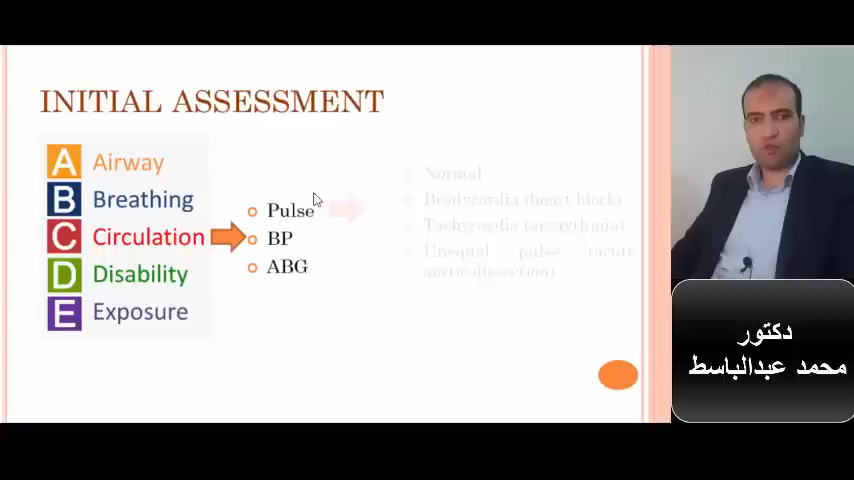 INITIAL ASSESSMENT
A Airway
B Breathing
C Circulation
D Disability
E Exposure
Pulse
BP
ABG
Normal
Bradycardia (heart block)
Tachycardia (arrhythmia)
Unequal pulse (acute
aortic dissection)
دكتور
محمد عبدالباسط